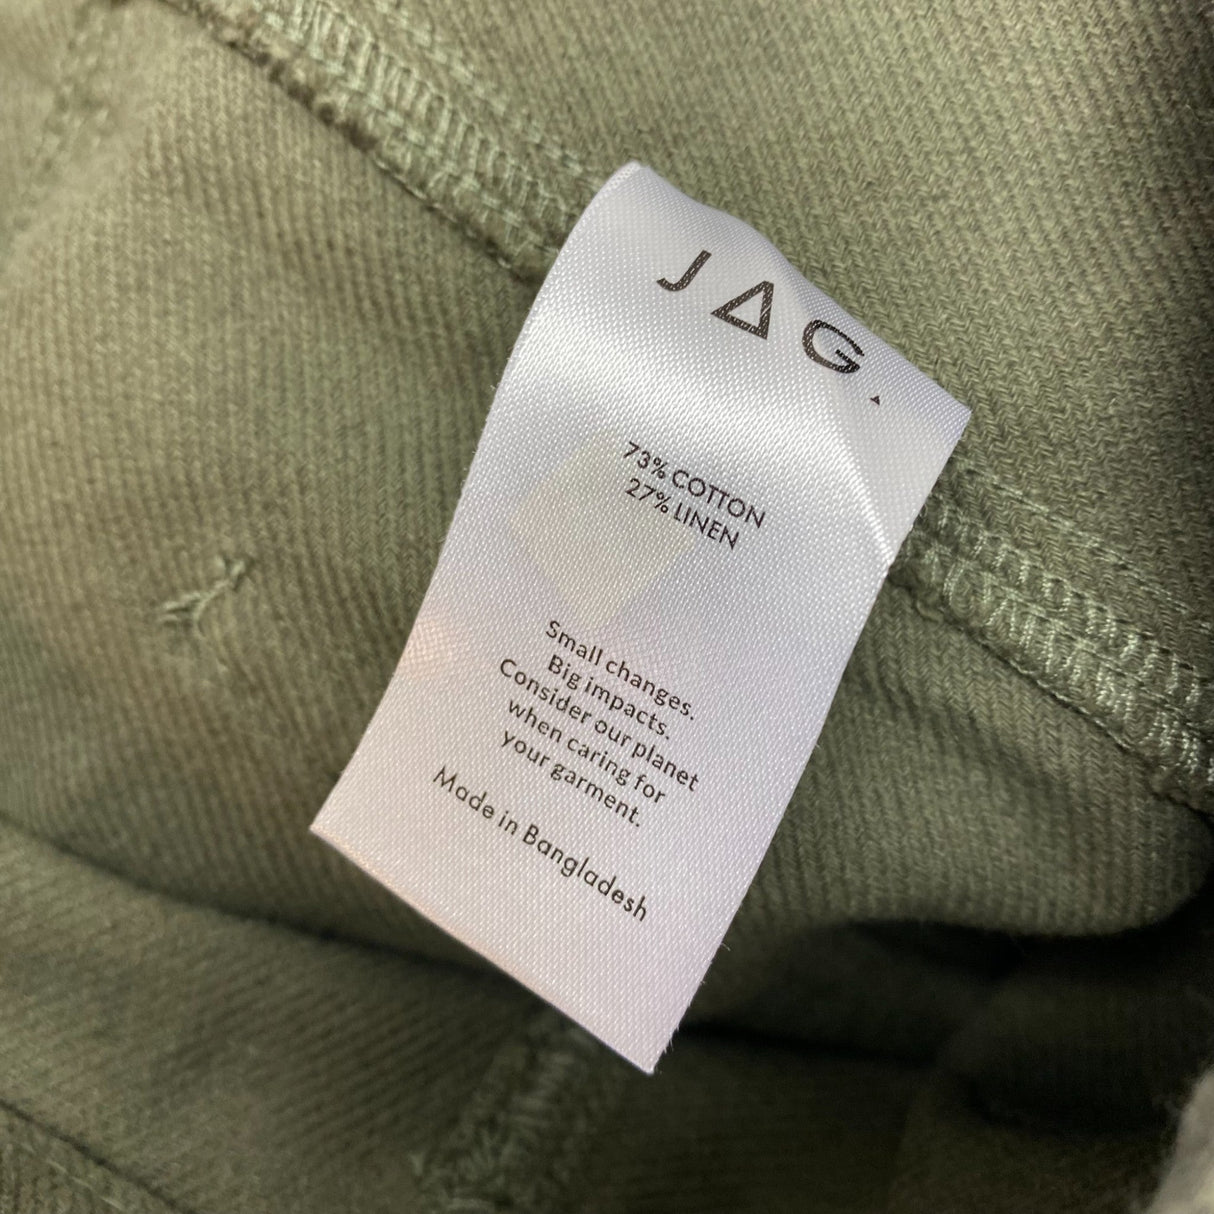 JAG.
73% COTTON
27% LINEN
Small changes.
Big impacts.
Consider our planet
when caring for
your garment.
Made in Bangladesh